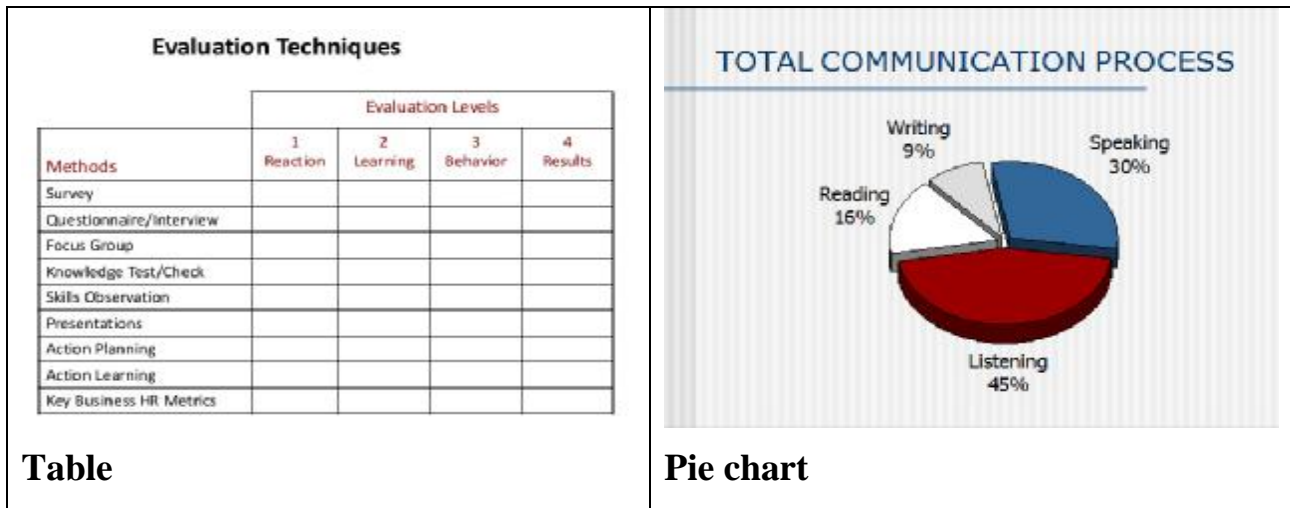 Evaluation Techniques
Evaluation Levels
Methods
1
Reaction
2
Learning
3
Behavior
4
Results
Survey
Questionnaire/Interview
Focus Group
Knowledge Test/Check
Skills Observation
Presentations
Action Planning
Action Learning
Key Business HR Metrics
Table
TOTAL COMMUNICATION PROCESS
Writing
9%
Speaking
30%
Reading
16%
Listening
45%
Pie chart